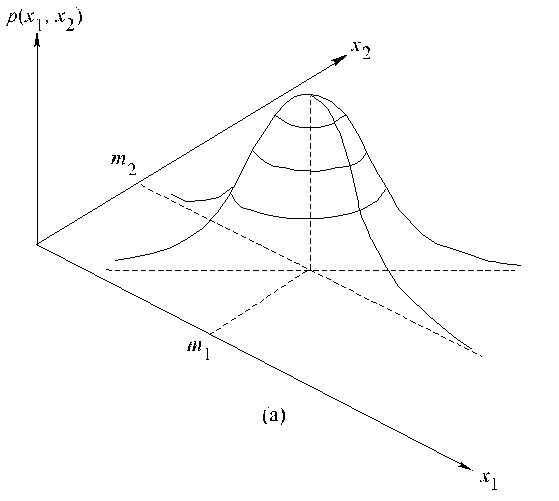 p(x1, x2)
x2
m2
m1
(a)
x1